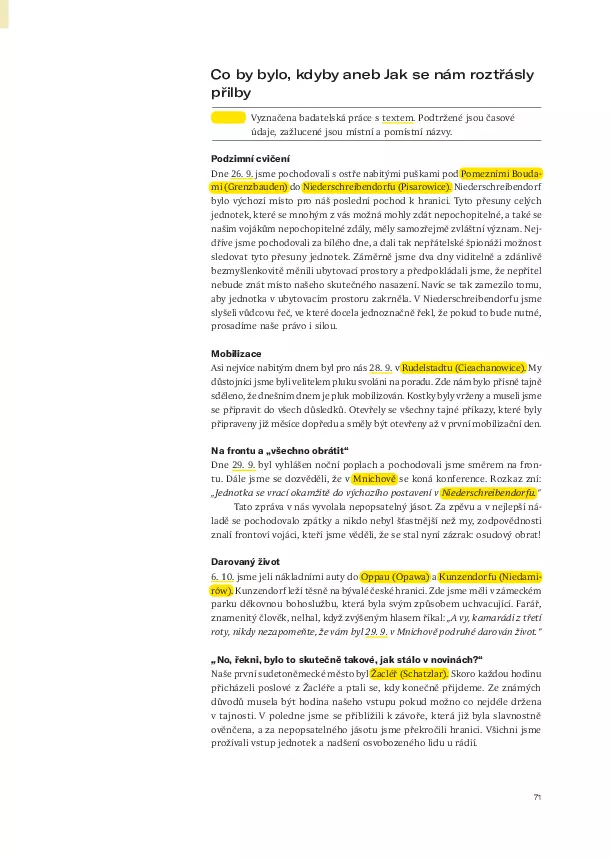 Co by bylo, kdyby aneb Jak se nám roztřásly
přilby
Vyznačena badatelská práce s textem. Podtržené jsou časové
údaje, zažlucené jsou místní a pomístní názvy.
Podzimní cvičení
Dne 26. 9. jsme pochodovali s ostře nabitými puškami pod Pomezními Bouda-
mi (Grenzbauden) do Niederschreibendorfu (Pisarowice). Niederschreibendorf
bylo výchozí místo pro náš poslední pochod k hranici. Tyto přesuny celých
jednotek, které se mnohým z vás možná mohly zdát nepochopitelné, a také se
našim vojákům nepochopitelné zdály, měly samozřejmě zvláštní význam. Nej-
dříve jsme pochodovali za bílého dne, a dali tak nepřátelské špionáži možnost
sledovat tyto přesuny jednotek. Záměrně jsme dva dny viditelně a zdánlivě
bezmyšlenkovitě měnili ubytovací prostory a předpokládali jsme, že nepřítel
nebude znát místo našeho skutečného nasazení. Navíc se tak zamezilo tomu,
aby jednotka v ubytovacím prostoru zakrněla. V Niederschreibendorfu jsme
slyšeli vůdcovu řeč, ve které docela jednoznačně řekl, že pokud to bude nutné,
prosadíme naše právo i silou.
Mobilizace
Asi nejvíce nabitým dnem byl pro nás 28. 9. v Rudelstadtu (Cieachanowice). My
důstojníci jsme byli velitelem pluku svoláni na poradu. Zde nám bylo přísně tajně
sděleno, že dnešním dnem je pluk mobilizován. Kostky byly vrženy a museli jsme
se připravit do všech důsledků. Otevřely se všechny tajné příkazy, které byly
připraveny již měsíce dopředu a směly být otevřeny až v první mobilizační den.
Na frontu a „všechno obrátit“
Dne 29. 9. byl vyhlášen noční poplach a pochodovali jsme směrem na fron-
tu. Dále jsme se dozvěděli, že v Mnichově se koná konference. Rozkaz zní:
„Jednotka se vrací okamžitě do výchozího postavení v Niederschreibendorfu.“
Tato zpráva v nás vyvolala nepopsatelný jásot. Za zpěvu a v nejlepší ná-
ladě se pochodovalo zpátky a nikdo nebyl šťastnější než my, zodpovědnosti
znalí frontoví vojáci, kteří jsme věděli, že se stal nyní zázrak: osudový obrat!
Darovaný život
6. 10. jsme jeli nákladními auty do Oppau (Opawa) a Kunzendorfu (Niedami-
rów). Kunzendorf leží těsně na bývalé české hranici. Zde jsme měli v zámeckém
parku děkovnou bohoslužbu, která byla svým způsobem uchvacující. Farář,
znamenitý člověk, nelhal, když zvýšeným hlasem říkal: „A vy, kamarádi z třetí
roty, nikdy nezapomeňte, že vám byl 29. 9. v Mnichově podruhé darován život.“
„No, řekni, bylo to skutečně takové, jak stálo v novinách?“
Naše první sudetoněmecké město byl Žacléř (Schatzlar). Skoro každou hodinu
přicházeli poslové z Žacléře a ptali se, kdy konečně přijdeme. Ze známých
důvodů musela být hodina našeho vstupu pokud možno co nejdéle držena
v tajnosti. V poledne jsme se přiblížili k závoře, která již byla slavnostně
ověnčena, a za nepopsatelného jásotu jsme překročili hranici. Všichni jsme
prožívali vstup jednotek a nadšení osvobozeného lidu u rádií.
71